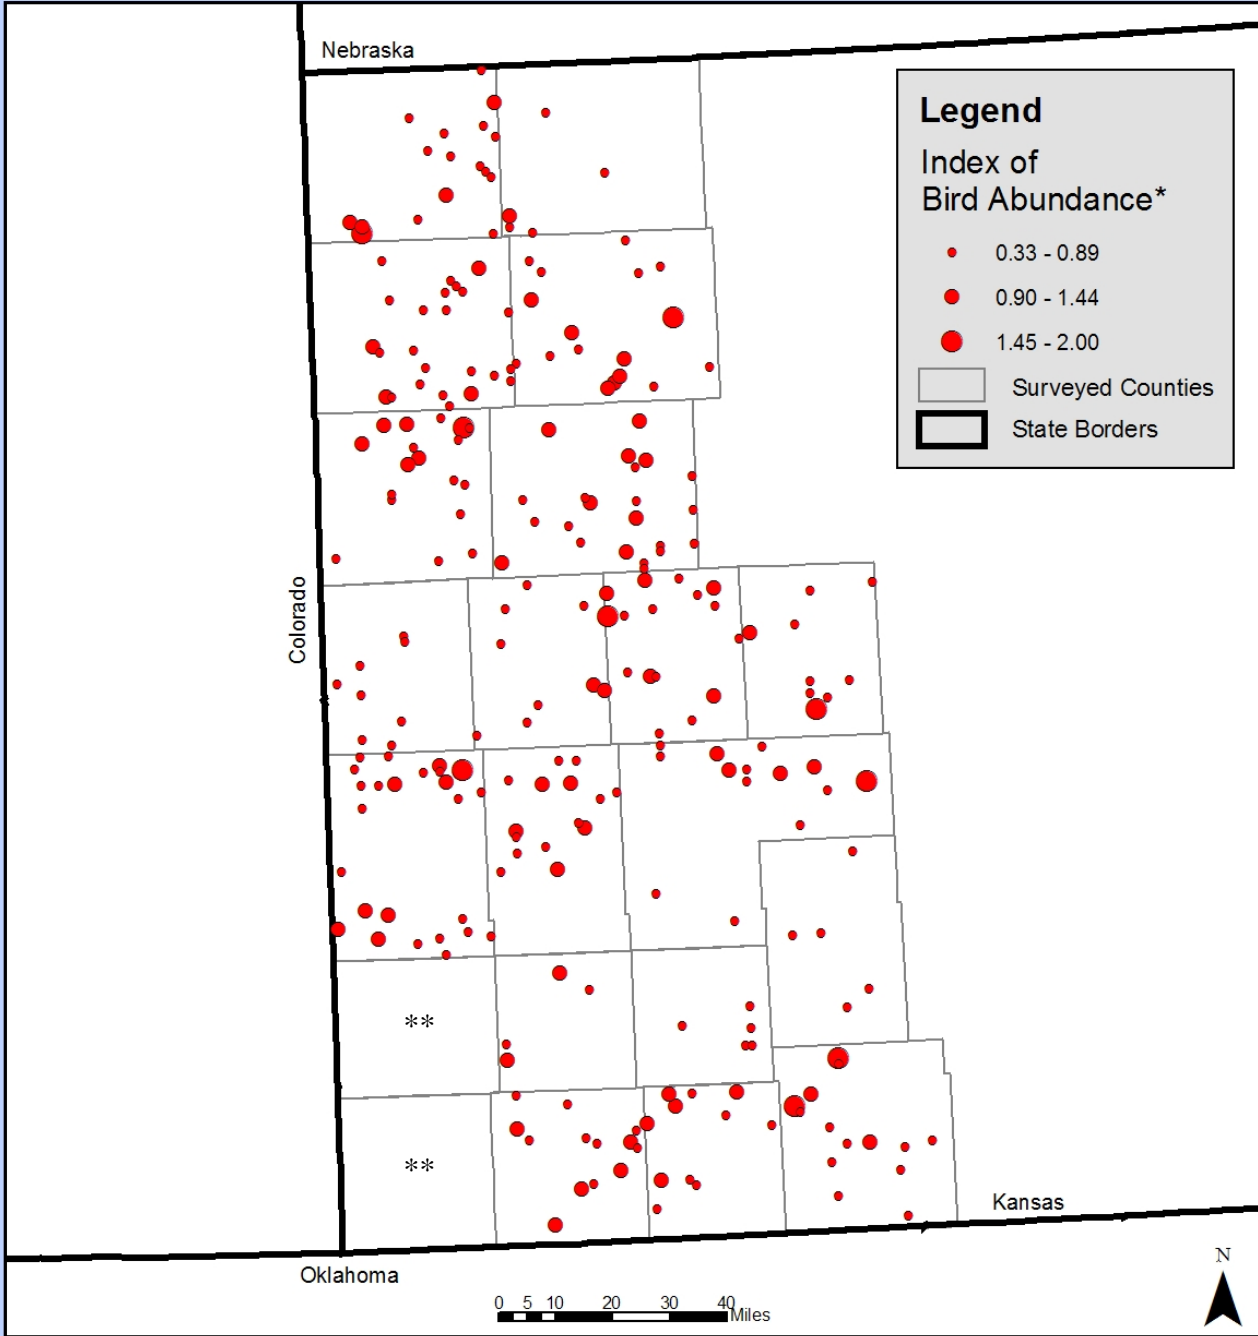 Nebraska
Legend
Index of
Bird Abundance*
0.33 - 0.89
0.90 - 1.44
1.45 - 2.00
Surveyed Counties
State Borders
Colorado
**
**
Kansas
Oklahoma
N
0 5 10 20 30 40
Miles